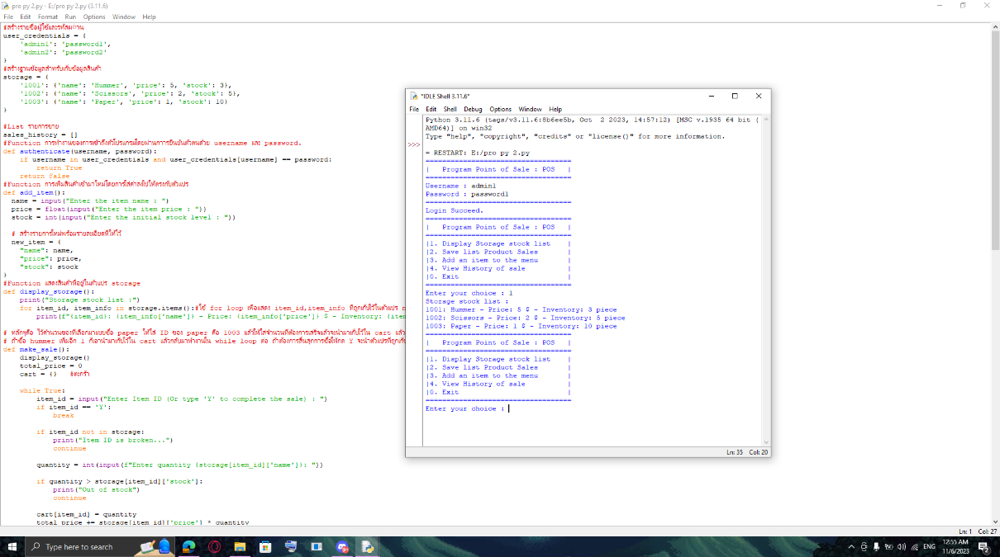 pro py 2.py - E:/pro py 2.py (3.11.6)
File Edit Format Run Options Window Help
#สร้างรายชื่อผู้ใช้และรหัสผ่าน
user_credentials = {
    'admin1': 'password1',
    'admin2': 'password2'
}
#สร้างฐานข้อมูลสำหรับเก็บข้อมูลสินค้า
storage = {
    '1001': {'name': 'Hummer', 'price': 5, 'stock': 3},
    '1002': {'name': 'Scissors', 'price': 2, 'stock': 5},
    '1003': {'name': 'Paper', 'price': 1, 'stock': 10}
}
#List รายการขาย
sales_history = []
#Function การทำงานของการเข้าถึงตัวโปรแกรมโดยผ่านการยืนยันตัวตนด้วย username และ password.
def authenticate(username, password):
    if username in user_credentials and user_credentials[username] == password:
        return True
    return False
#Function การเพิ่มสินค้าเข้ามาใหม่โดยการใส่ค่าลงไปให้ตรงกับตัวแปร
def add_item():
  name = input("Enter the item name : ")
  price = float(input("Enter the item price : "))
  stock = int(input("Enter the initial stock level : "))
  # สร้างรายการใหม่พร้อมรายละเอียดที่ให้ไว้
  new_item = {
    "name": name,
    "price": price,
    "stock": stock
}
#Function แสดงสินค้าที่อยู่ในตัวแปร storage
def display_storage():
    print("Storage stock list :")
    for item_id, item_info in storage.items():#ใช้ for loop เพื่อแสดง item_id,item_info ที่ถูกเก็บไว้ในตัวแปร
        print(f"{item_id}: {item_info['name']} - Price: {item_info['price']} $ - Inventory: {item
# หลักๆคือ ไว้คำนวนของที่เลือกมาแบบซื้อ paper ให้ใส่ ID ของ paper คือ 1003 แล้วให้ใส่จำนวนที่ต้องการเสร็จแล้วจะนำมาเก็บไว้ใน cart แล้ว
# ถ้าซื้อ hummer เพิ่มอีก 1 ก็เอานำมาเก็บไว้ใน cart แล้วกลับมาทำงานใน while loop ต่อ ถ้าต้องการสิ้นสุดการซื้อให้กด Y จะนำตัวแปรที่ถูกเก็บ
def make_sale():
    display_storage()
    total_price = 0
    cart = {}   #ตะกร้า
    while True:
        item_id = input("Enter Item ID (Or type 'Y' to complete the sale) : ")
        if item_id == 'Y':
            break
        if item_id not in storage:
            print("Item ID is broken...")
            continue
        quantity = int(input(f"Enter quantity {storage[item_id]['name']}: "))
        if quantity > storage[item_id]['stock']:
            print("Out of stock")
            continue
        cart[item_id] = quantity
        total_price += storage[item_id]['price'] * quantity
Ln: 1 Col: 27
*IDLE Shell 3.11.6*
File Edit Shell Debug Options Window Help
Python 3.11.6 (tags/v3.11.6:8b6ee5b, Oct  2 2023, 14:57:12) [MSC v.1935 64 bit (
AMD64)] on win32
Type "help", "copyright", "credits" or "license()" for more information.
>>>
= RESTART: E:/pro py 2.py
===================================
|   Program Point of Sale : POS   |
===================================
Username : admin1
Password : password1
===================================
Login Succeed.
===================================
|   Program Point of Sale : POS   |
===================================
|1. Display Storage stock list    |
|2. Save list Product Sales       |
|3. Add an item to the menu       |
|4. View History of sale          |
|0. Exit                          |
===================================
Enter your choice : 1
Storage stock list :
1001: Hummer - Price: 5 $ - Inventory: 3 piece
1002: Scissors - Price: 2 $ - Inventory: 5 piece
1003: Paper - Price: 1 $ - Inventory: 10 piece
===================================
|   Program Point of Sale : POS   |
===================================
|1. Display Storage stock list    |
|2. Save list Product Sales       |
|3. Add an item to the menu       |
|4. View History of sale          |
|0. Exit                          |
===================================
Enter your choice :
Ln: 35 Col: 20
Type here to search
ENG
12:55 AM
11/6/2023
2